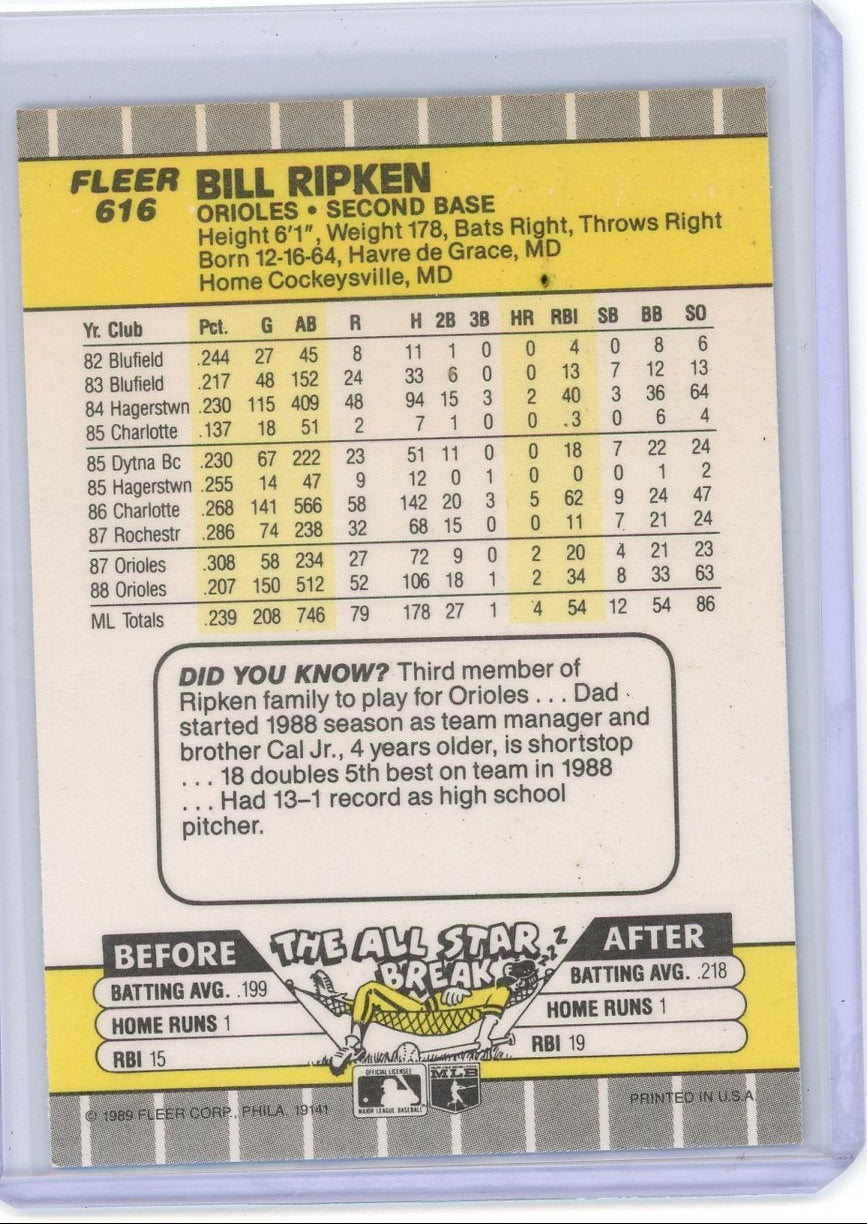 FLEER BILL RIPKEN
616 ORIOLES • SECOND BASE
Height 6'1", Weight 178, Bats Right, Throws Right
Born 12-16-64, Havre de Grace, MD
Home Cockeysville, MD
Yr. Club Pct. G AB R H 2B 3B HR RBI SB BB SO
82 Blufield .244 27 45 8 11 1 0 0 4 0 8 6
83 Blufield .217 48 152 24 33 6 0 0 13 7 12 13
84 Hagerstwn .230 115 409 48 94 15 3 2 40 3 36 64
85 Charlotte .137 18 51 2 7 1 0 0 .3 0 6 4
85 Dytna Bc .230 67 222 23 51 11 0 0 18 7 22 24
85 Hagerstwn .255 14 47 9 12 0 1 0 0 0 1 2
86 Charlotte .268 141 566 58 142 20 3 5 62 9 24 47
87 Rochestr .286 74 238 32 68 15 0 0 11 7 21 24
87 Orioles .308 58 234 27 72 9 0 2 20 4 21 23
88 Orioles .207 150 512 52 106 18 1 2 34 8 33 63
ML Totals .239 208 746 79 178 27 1 4 54 12 54 86
DID YOU KNOW? Third member of
Ripken family to play for Orioles . . . Dad
started 1988 season as team manager and
brother Cal Jr., 4 years older, is shortstop
. . . 18 doubles 5th best on team in 1988
. . . Had 13–1 record as high school
pitcher.
THE ALL STAR
BREAK
ZZZZ
BEFORE
BATTING AVG. .199
HOME RUNS 1
RBI 15
AFTER
BATTING AVG. .218
HOME RUNS 1
RBI 19
OFFICIAL LICENSEE
MAJOR LEAGUE BASEBALL
MLB
© 1989 FLEER CORP., PHILA. 19141
PRINTED IN U.S.A.